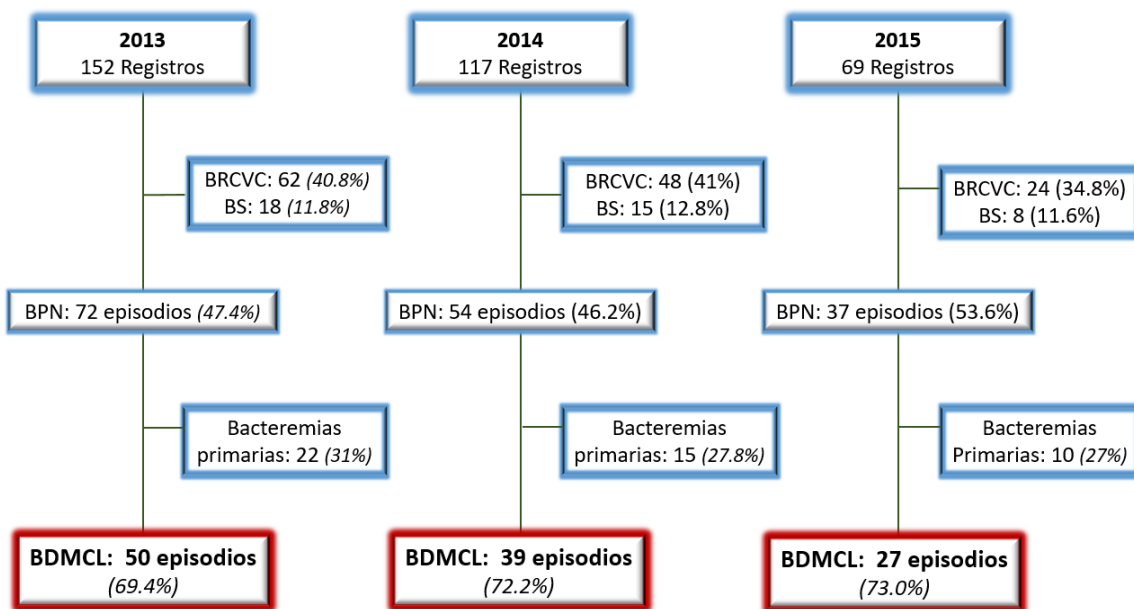 2013
152 Registros
BRCVC: 62 (40.8%)
BS: 18 (11.8%)
BPN: 72 episodios (47.4%)
Bacteremias
primarias: 22 (31%)
BDMCL: 50 episodios
(69.4%)
2014
117 Registros
BRCVC: 48 (41%)
BS: 15 (12.8%)
BPN: 54 episodios (46.2%)
Bacteremias
primarias: 15 (27.8%)
BDMCL: 39 episodios
(72.2%)
2015
69 Registros
BRCVC: 24 (34.8%)
BS: 8 (11.6%)
BPN: 37 episodios (53.6%)
Bacteremias
Primarias: 10 (27%)
BDMCL: 27 episodios
(73.0%)